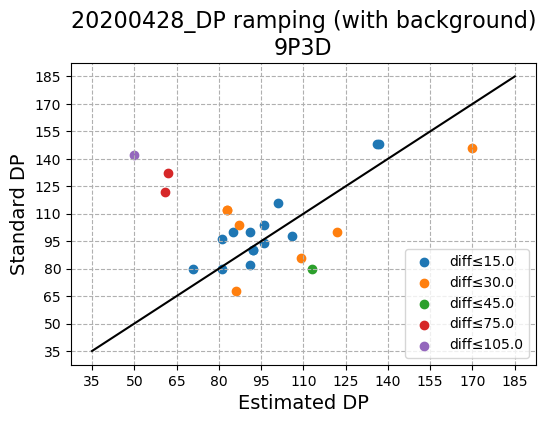 20200428_DP ramping (with background)
9P3D
Standard DP
185
170
155
140
125
110
95
80
65
50
35
35 50 65 80 95 110 125 140 155 170 185
Estimated DP
diff≤15.0
diff≤30.0
diff≤45.0
diff≤75.0
diff≤105.0